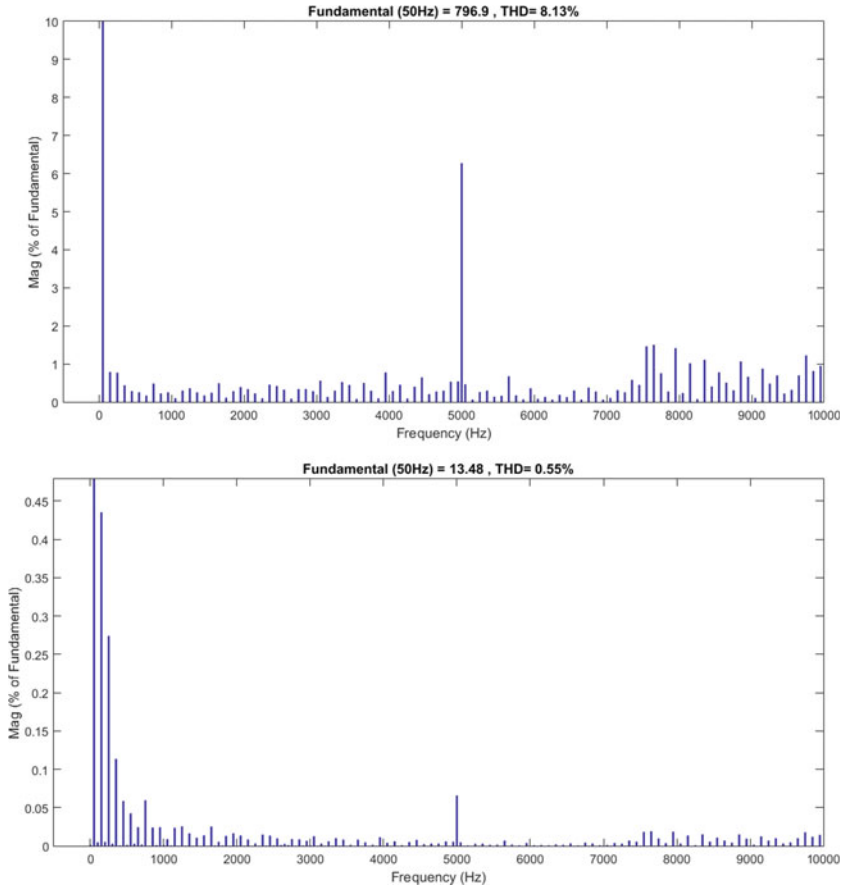 Fundamental (50Hz) = 796.9 , THD= 8.13%
10
9
8
7
6
5
4
3
2
1
0
Mag (% of Fundamental)
0 1000 2000 3000 4000 5000 6000 7000 8000 9000 10000
Frequency (Hz)
Fundamental (50Hz) = 13.48 , THD= 0.55%
0.45
0.4
0.35
0.3
0.25
0.2
0.15
0.1
0.05
0
Mag (% of Fundamental)
0 1000 2000 3000 4000 5000 6000 7000 8000 9000 10000
Frequency (Hz)